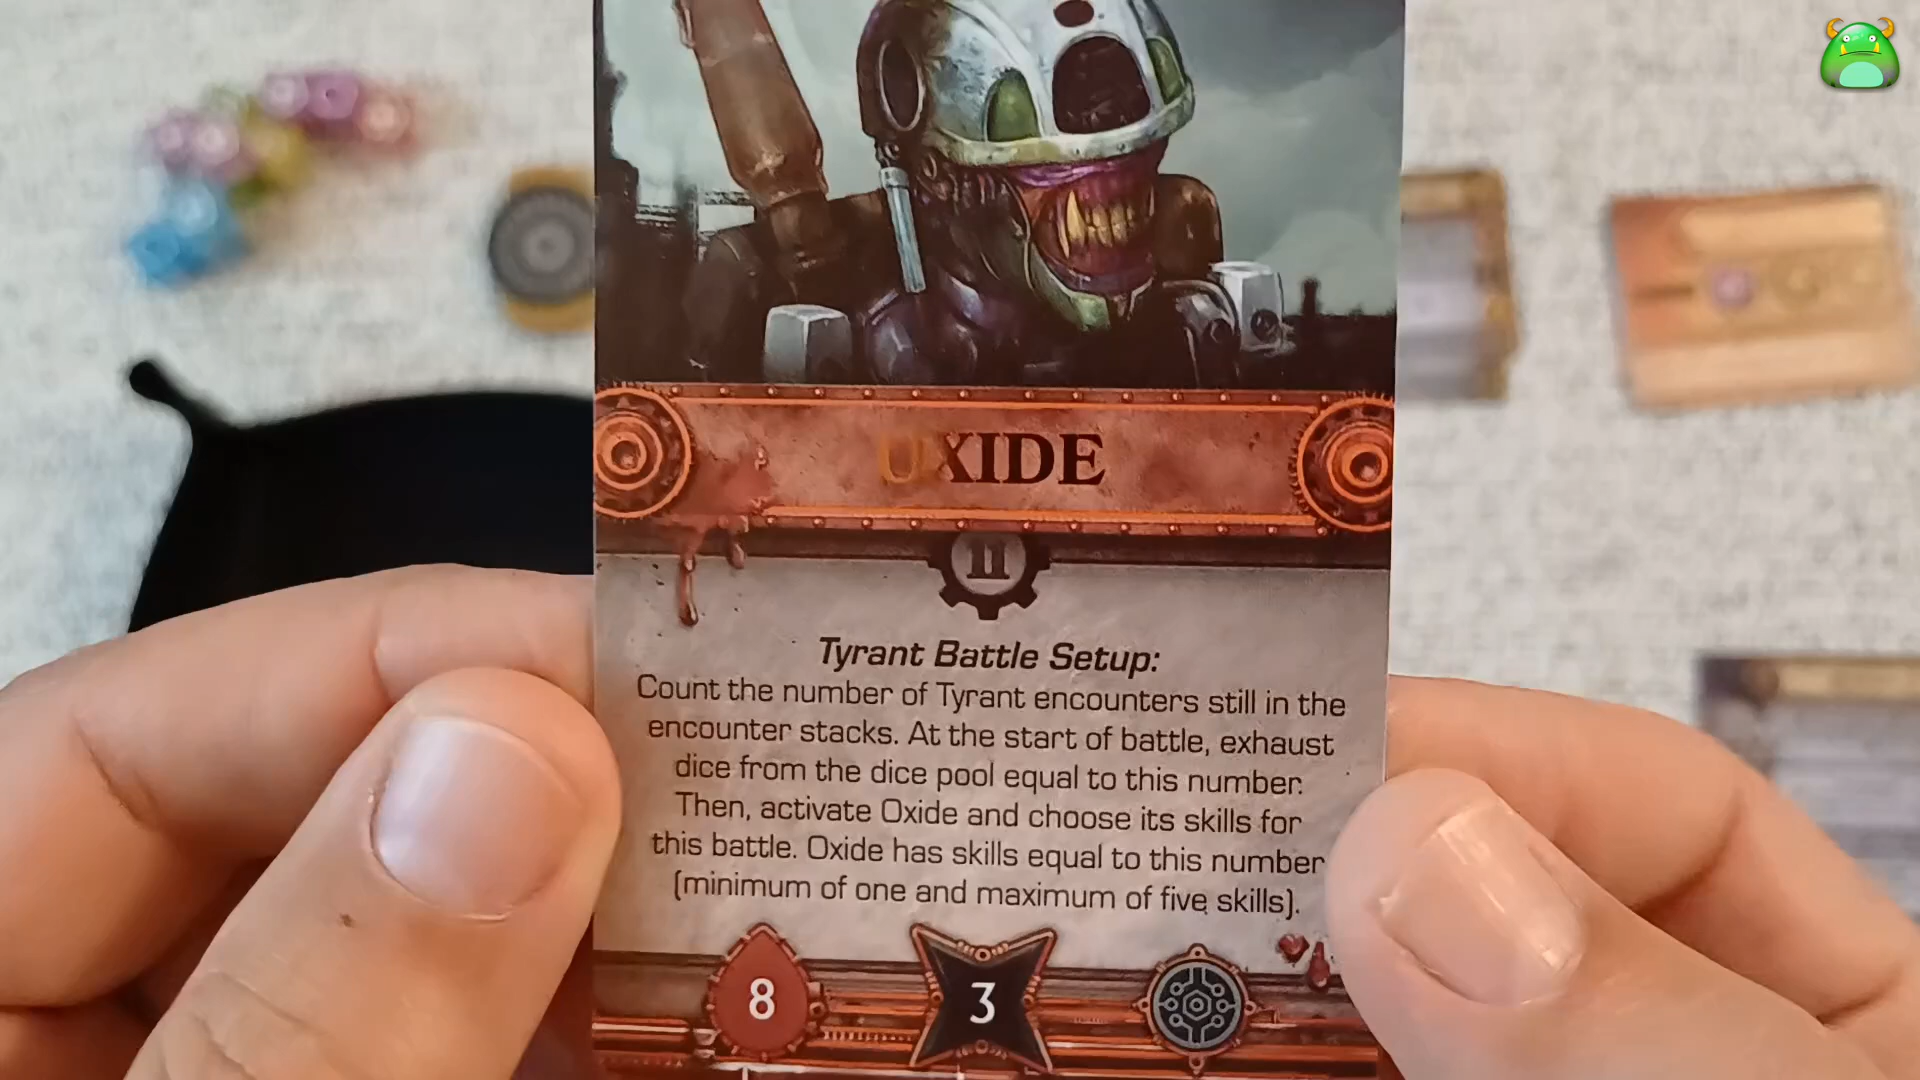 OXIDE
11
Tyrant Battle Setup:
Count the number of Tyrant encounters still in the
encounter stacks. At the start of battle, exhaust
dice from the dice pool equal to this number.
Then, activate Oxide and choose its skills for
this battle. Oxide has skills equal to this number
(minimum of one and maximum of five skills).
8
3